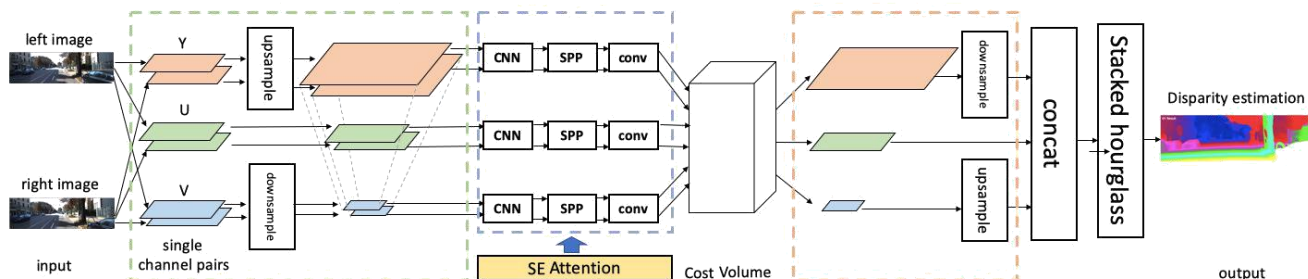 left image
Y
upsample
CNN
SPP
conv
downsample
U
CNN
SPP
conv
concat
Stacked hourglass
Disparity estimation
right image
V
downsample
CNN
SPP
conv
upsample
input
single
channel pairs
SE Attention
Cost Volume
output